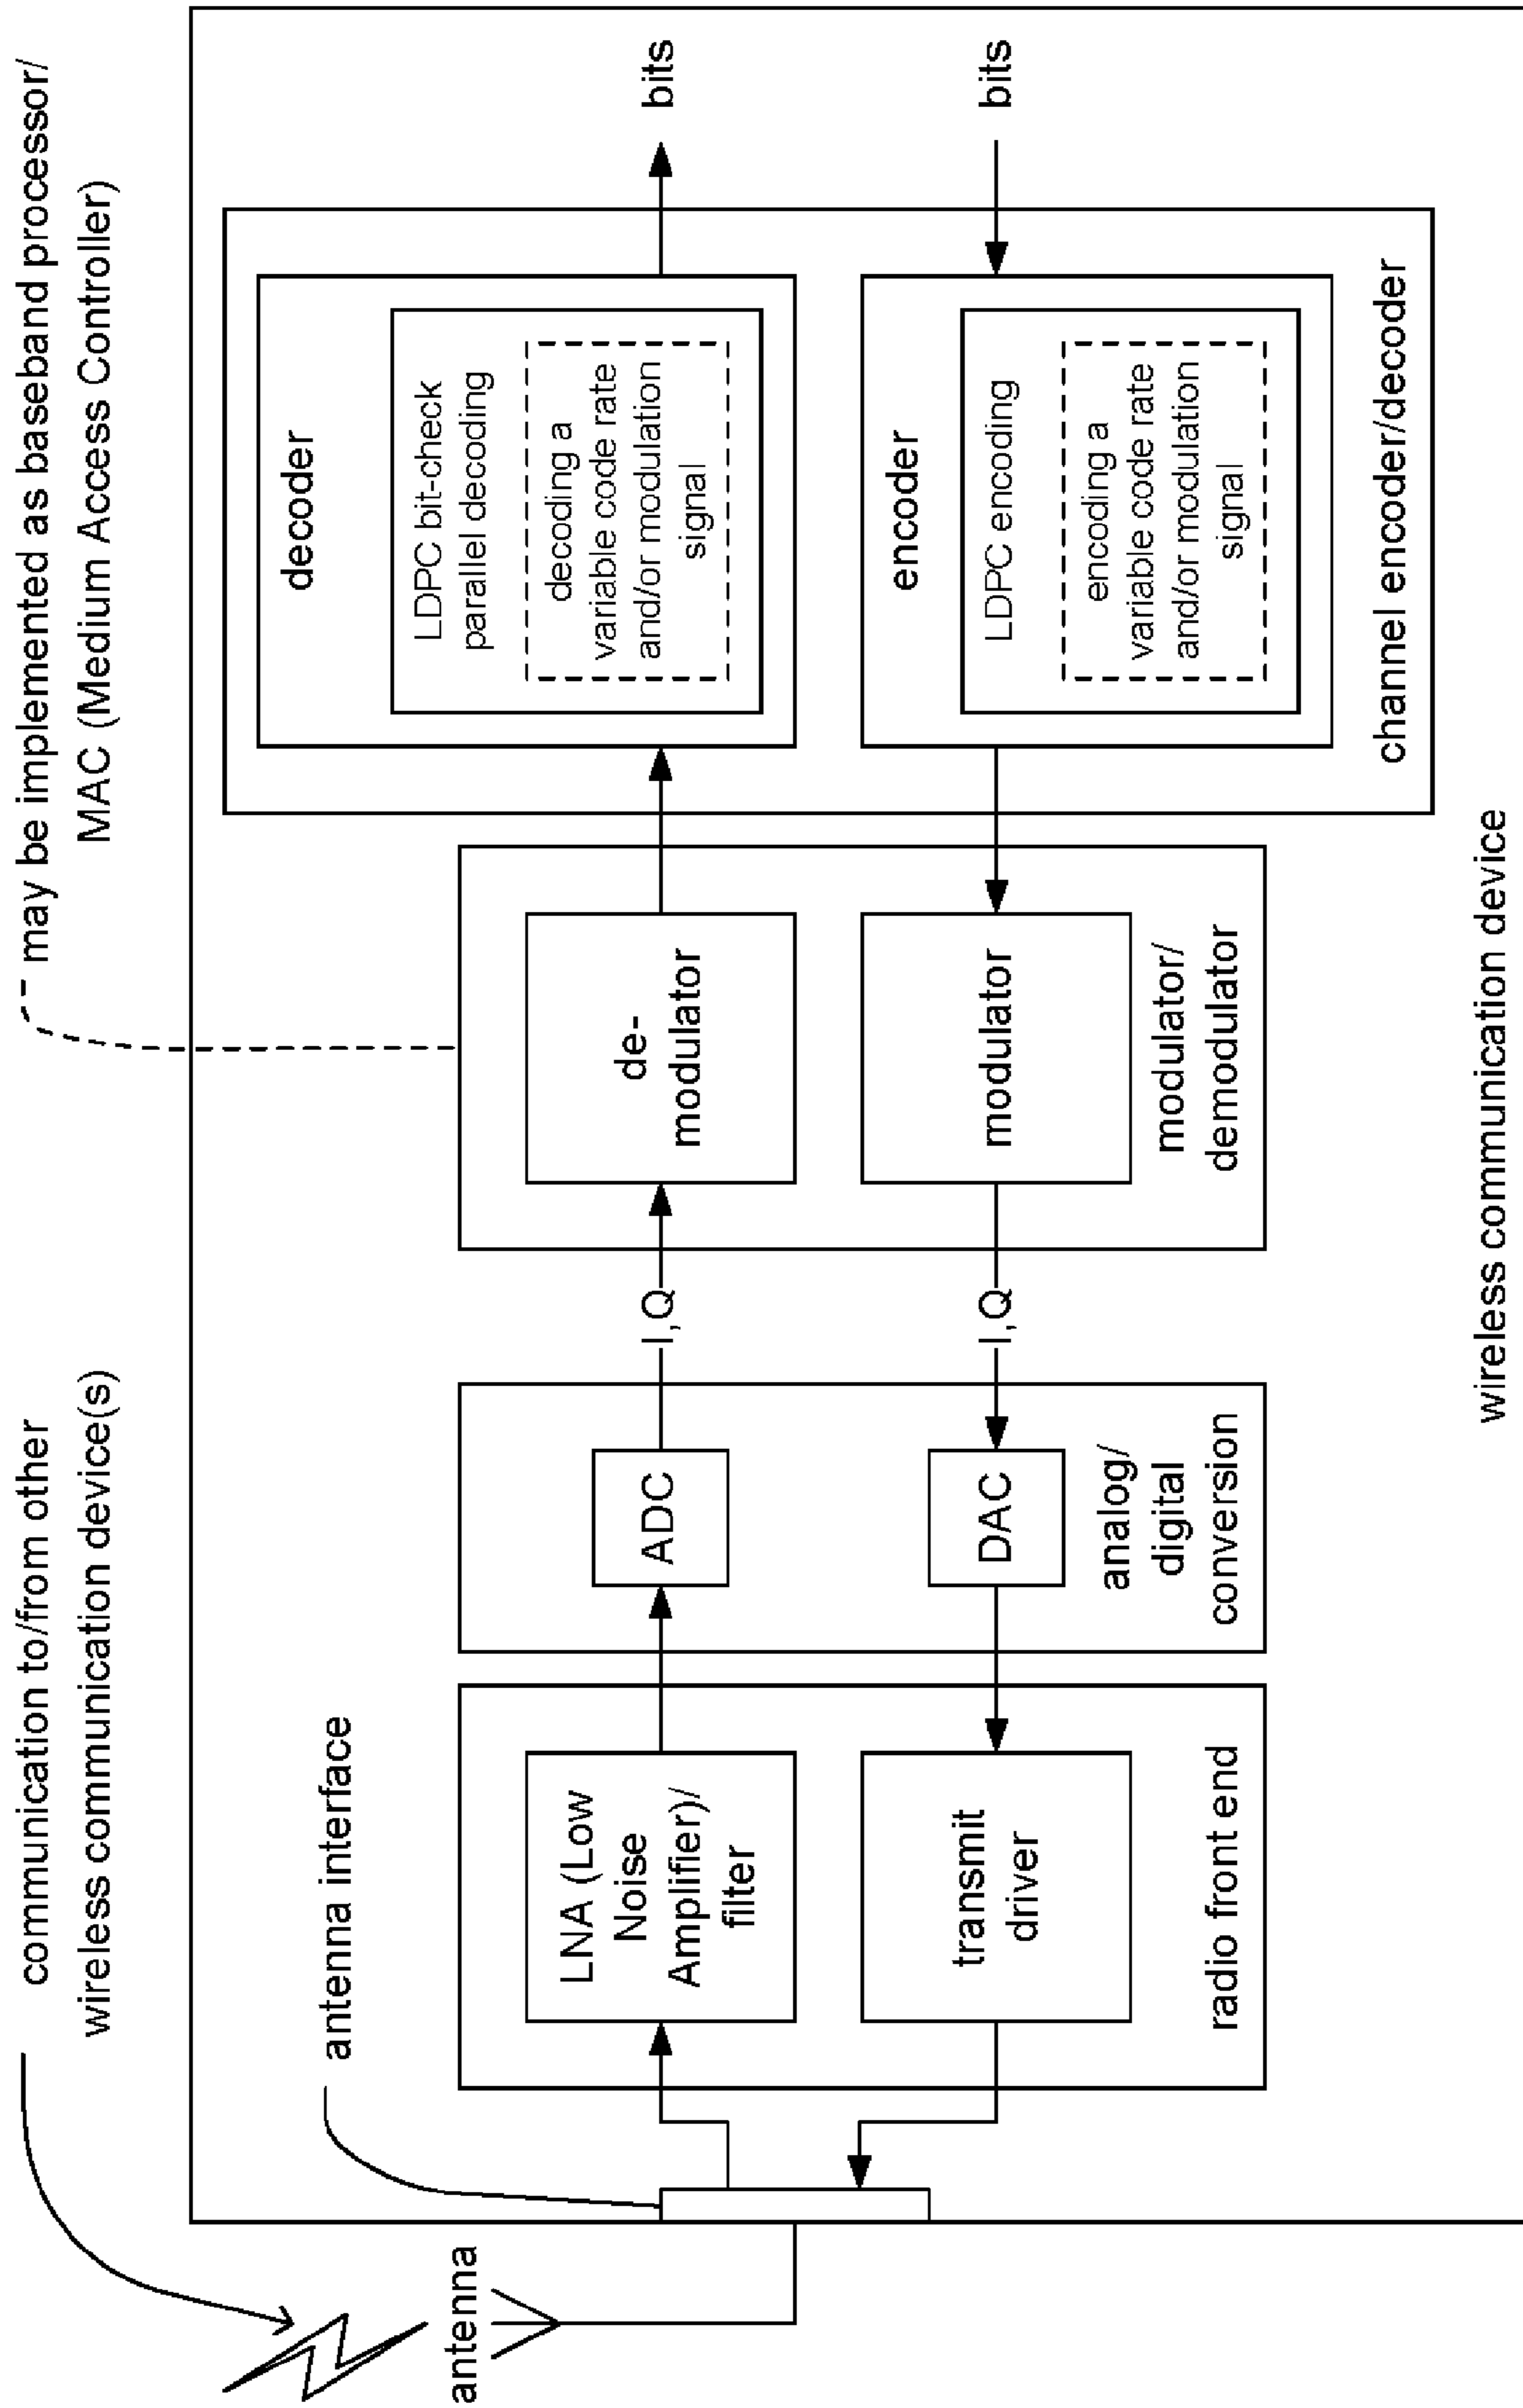 communication to/from other
wireless communication device(s)
may be implemented as baseband processor/
MAC (Medium Access Controller)
antenna
antenna interface
LNA (Low
Noise
Amplifier)/
filter
transmit
driver
radio front end
ADC
DAC
analog/
digital
conversion
I,Q
I,Q
de-
modulator
modulator
modulator/
demodulator
decoder
LDPC bit-check
parallel decoding
decoding a
variable code rate
and/or modulation
signal
encoder
LDPC encoding
encoding a
variable code rate
and/or modulation
signal
channel encoder/decoder
bits
bits
wireless communication device